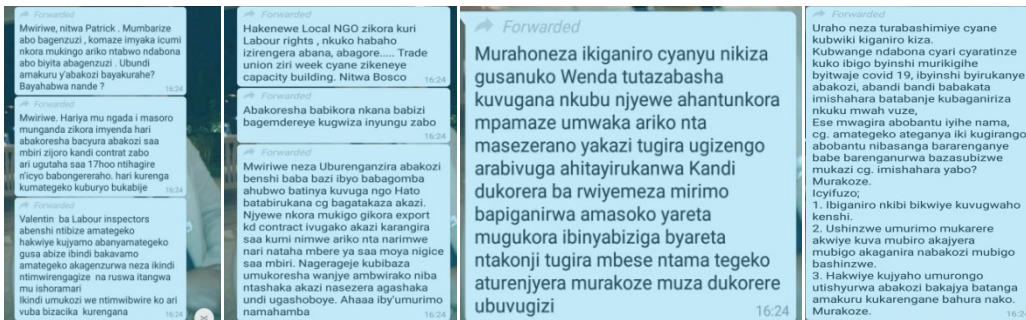 Forwarded
Mwiriwe, nitwa Patrick . Mumbarize
abo bagenzuzi , komaze imyaka icumi
nkora mukingo ariko ntabwo ndabona
abo biyita abagenzuzi. Ubundi
amakuru y'abakozi bayakurahe?
Bayahabwa nande ?
16:24
Forwarded
Mwiriwe. Hariya mu ngada i masoro
munganda zikora imyenda hari
abakoresha bacyura abakozi saa
mbiri zijoro kandi contrat zabo
ari ugutaha saa 17hoo ntihagire
n'icyo babongereraho. hari kurenga
kumategeko kuburyo bukabije
16:24
Forwarded
Valentin ba Labour inspectors
abenshi ntibize amategeko
hakwiye kujyamo abanyamategeko
gusa abize ibindi bakavamo
amategeko akagenzurwa neza ikindi
ntimwirengagize na ruswa itangwa
mu ishoramari
Ikindi umukozi we ntimwibwire ko ari
vuba bizacika kurengana
16:24
Forwarded
Hakenewe Local NGO zikora kuri
Labour rights , nkuko habaho
izirengera abana, abagore..... Trade
union ziri week cyane zikeneye
capacity building. Nitwa Bosco
16:24
Forwarded
Abakoresha babikora nkana babizi
bagemdereye kugwiza inyungu zabo
16:24
Forwarded
Mwiriwe neza Uburenganzira abakozi
benshi baba bazi ibyo babagomba
ahubwo batinya kuvuga ngo Hato
batabirukana cg bagatakaza akazi.
Njyewe nkora mukigo gikora export
kd contract ivugako akazi karangira
saa kumi nimwe ariko nta narimwe
nari nataha mbere ya saa moya nigice
saa mbiri. Nagerageje kubibaza
umukoresha wanjye ambwirako niba
ntashaka akazi nasezera agashaka
undi ugashoboye. Ahaaa iby'umurimo
namahamba
16:24
Forwarded
Murahoneza ikiganiro cyanyu nikiza
gusanuko Wenda tutazabasha
kuvugana nkubu njyewe ahantunkora
mpamaze umwaka ariko nta
masezerano yakazi tugira ugizengo
arabivuga ahitayirukanwa Kandi
dukorera ba rwiyemeza mirimo
bapiganirwa amasoko yareta
mugukora ibinyabiziga byareta
ntakonji tugira mbese ntama tegeko
aturenjyera murakoze muza dukorere
ubuvugizi
16:24
Forwarded
Uraho neza turabashimiye cyane
kubwiki kiganiro kiza.
Kubwange ndabona cyari cyaratinze
kuko ibigo byinshi murikigihe
byitwaje covid 19, ibyinshi byirukanye
abakozi, abandi bandi babakata
imishahara batabanje kubaganiriza
nkuku mwah vuze,
Ese mwagira abobantu iyihe nama,
cg. amategeko ateganya iki kugirango
abobantu nibasanga bararenganye
babe barenganurwa bazasubizwe
mukazi cg. imishahara yabo?
Murakoze.
Icyifuzo;
1. Ibiganiro nkibi bikwiye kuvugwaho
kenshi.
2. Ushinzwe umurimo mukarere
akwiye kuva mubiro akajyera
mubigo akaganira nabakozi mubigo
bashinzwe.
3. Hakwiye kujyaho umurongo
utishyurwa abakozi bakajya batanga
amakuru kukarengane bahura nako.
Murakoze.
16:24